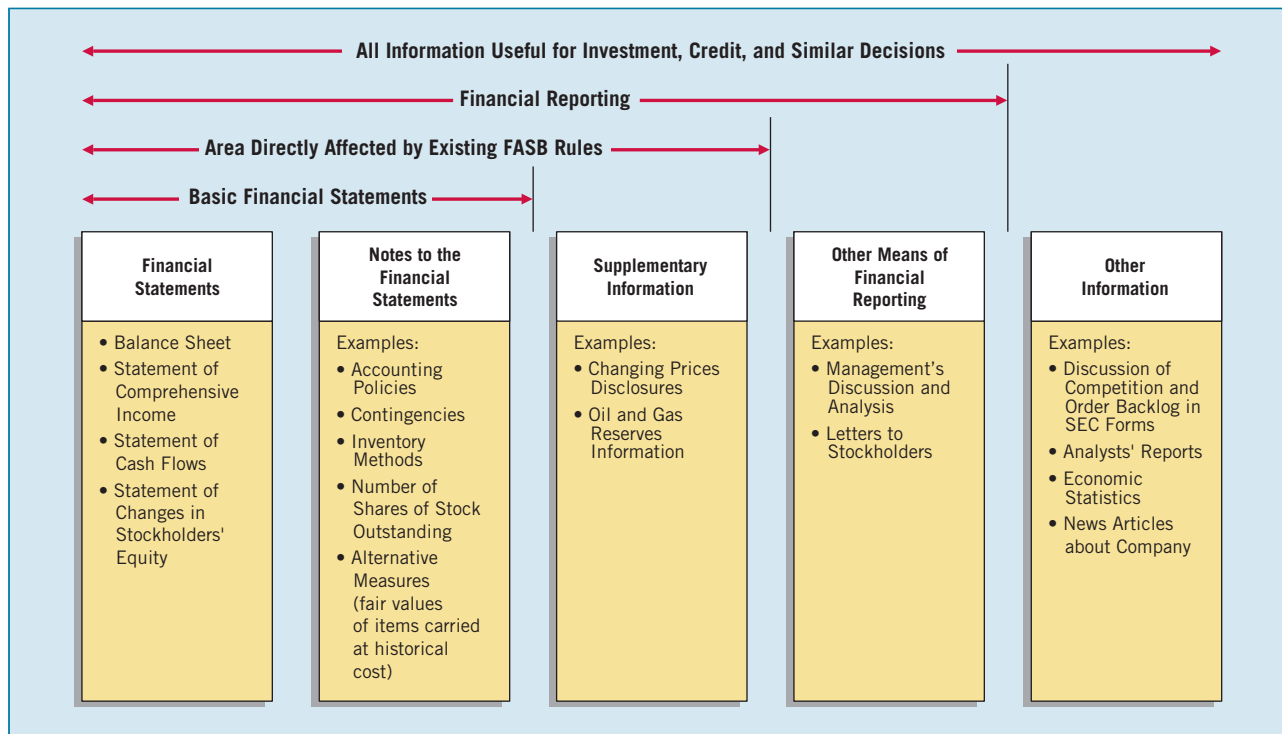 All Information Useful for Investment, Credit, and Similar Decisions
Financial Reporting
Area Directly Affected by Existing FASB Rules
Basic Financial Statements
Financial
Statements
• Balance Sheet
• Statement of
Comprehensive
Income
• Statement of
Cash Flows
• Statement of
Changes in
Stockholders'
Equity
Notes to the
Financial
Statements
Examples:
• Accounting
Policies
• Contingencies
• Inventory
Methods
• Number of
Shares of Stock
Outstanding
• Alternative
Measures
(fair values
of items carried
at historical
cost)
Supplementary
Information
Examples:
• Changing Prices
Disclosures
• Oil and Gas
Reserves
Information
Other Means of
Financial
Reporting
Examples:
• Management's
Discussion and
Analysis
• Letters to
Stockholders
Other
Information
Examples:
• Discussion of
Competition and
Order Backlog in
SEC Forms
• Analysts' Reports
• Economic
Statistics
• News Articles
about Company